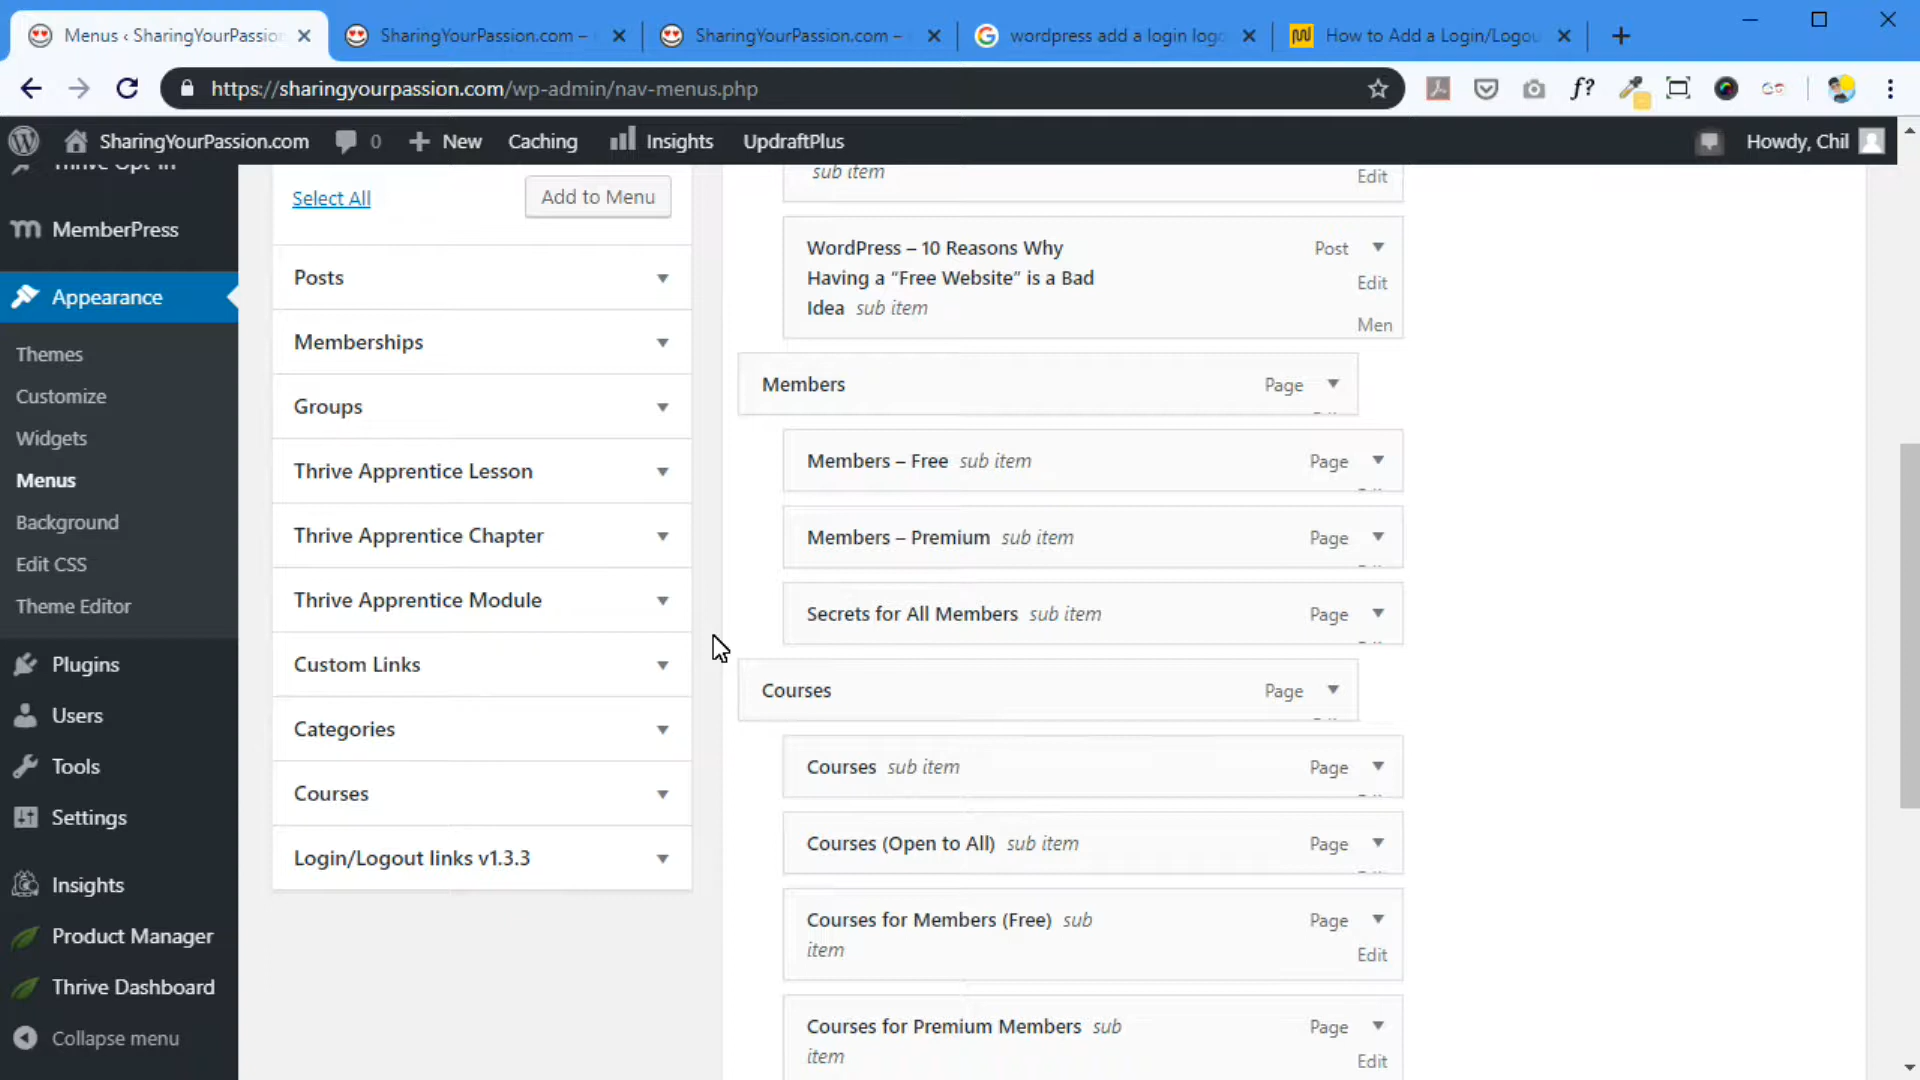 Menus ‹ SharingYourPassion
SharingYourPassion.com –
SharingYourPassion.com –
wordpress add a login logo
How to Add a Login/Logou
https://sharingyourpassion.com/wp-admin/nav-menus.php
f?
SharingYourPassion.com
0
New
Caching
Insights
UpdraftPlus
Howdy, Chil
MemberPress
Appearance
Themes
Customize
Widgets
Menus
Background
Edit CSS
Theme Editor
Plugins
Users
Tools
Settings
Insights
Product Manager
Thrive Dashboard
Collapse menu
Select All
Add to Menu
Posts
Memberships
Groups
Thrive Apprentice Lesson
Thrive Apprentice Chapter
Thrive Apprentice Module
Custom Links
Categories
Courses
Login/Logout links v1.3.3
sub item
Edit
WordPress – 10 Reasons Why Post
Having a “Free Website” is a Bad Edit
Idea sub item
Men
Members Page
Members – Free sub item Page
Members – Premium sub item Page
Secrets for All Members sub item Page
Courses Page
Courses sub item Page
Courses (Open to All) sub item Page
Courses for Members (Free) sub Page
item Edit
Courses for Premium Members sub Page
item Edit